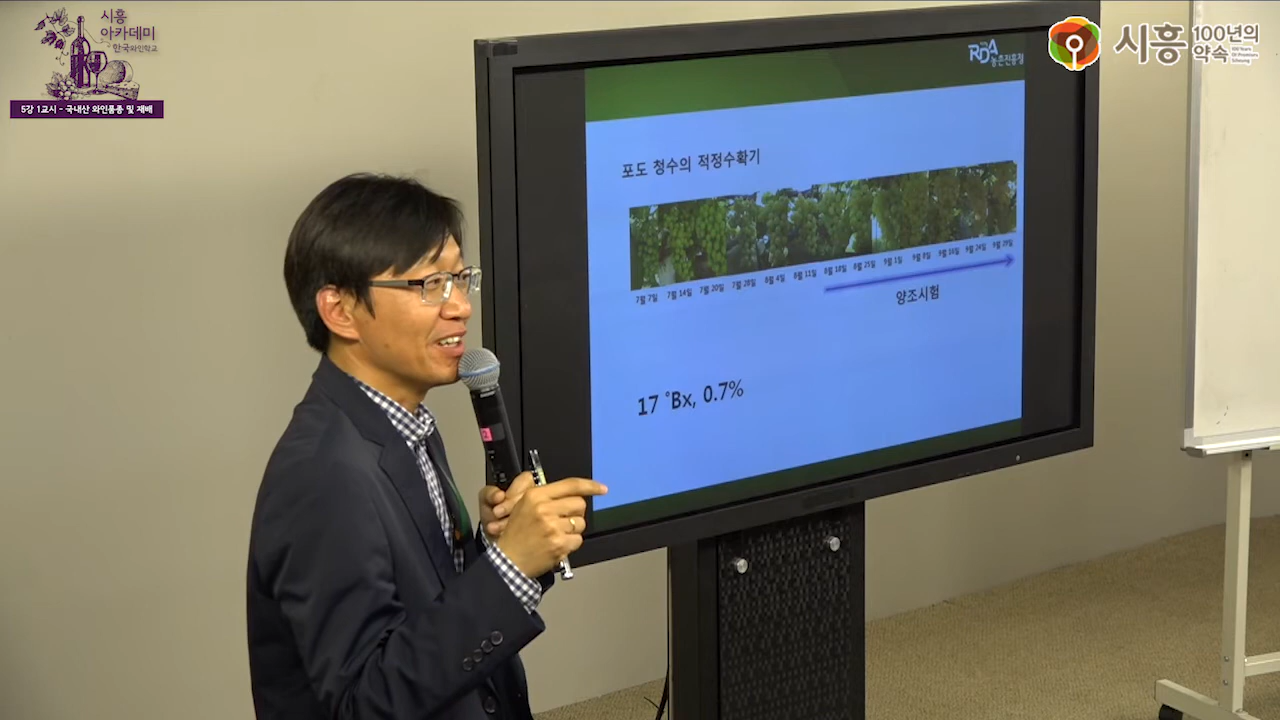 시흥
아카데미
한국와인학교
5강 1교시 - 국내산 와인품종 및 재배
시흥 100년의 약속
RDA 농촌진흥청
포도 청수의 적정수확기
7월 7일 7월 14일 7월 20일 7월 28일 8월 4일 8월 11일 8월 18일 8월 25일 9월 1일 9월 8일 9월 16일 9월 24일 9월 29일
양조시험
17 °Bx, 0.7%